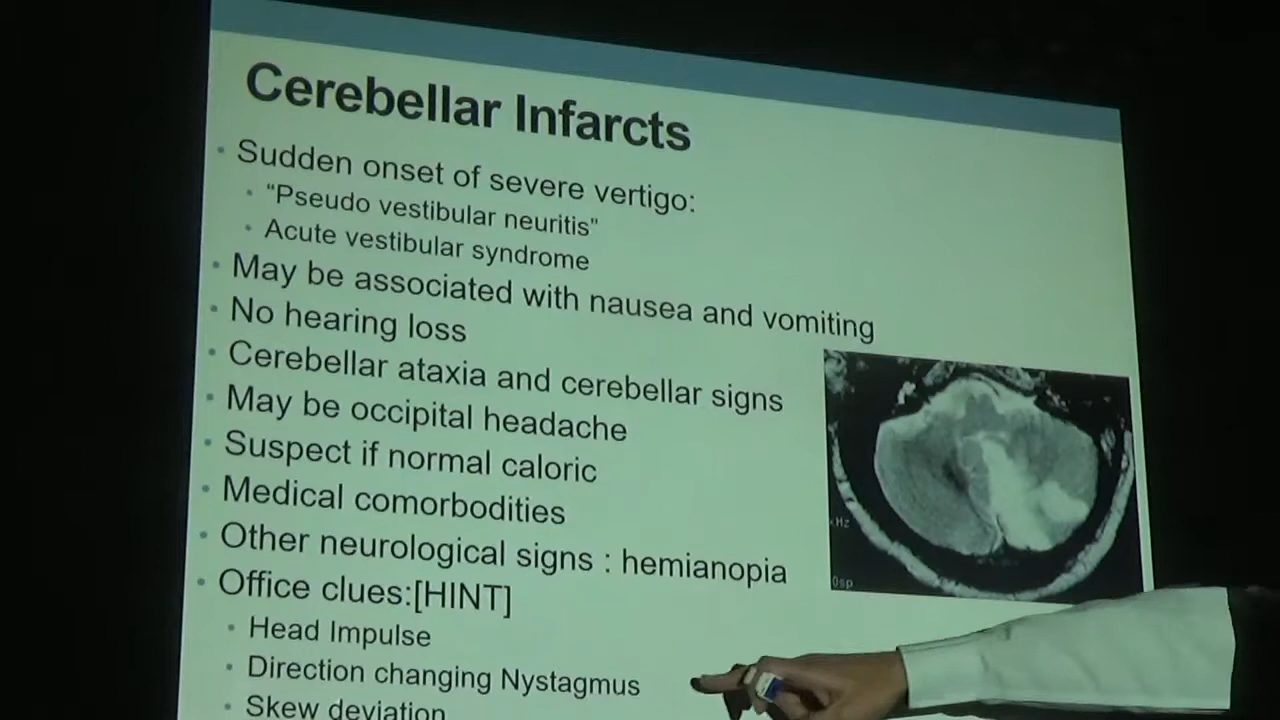 Cerebellar Infarcts
• Sudden onset of severe vertigo:
• “Pseudo vestibular neuritis”
• Acute vestibular syndrome
• May be associated with nausea and vomiting
• No hearing loss
• Cerebellar ataxia and cerebellar signs
• May be occipital headache
• Suspect if normal caloric
• Medical comorbodities
• Other neurological signs : hemianopia
• Office clues:[HINT]
• Head Impulse
• Direction changing Nystagmus
• Skew deviation
kHz
0sp